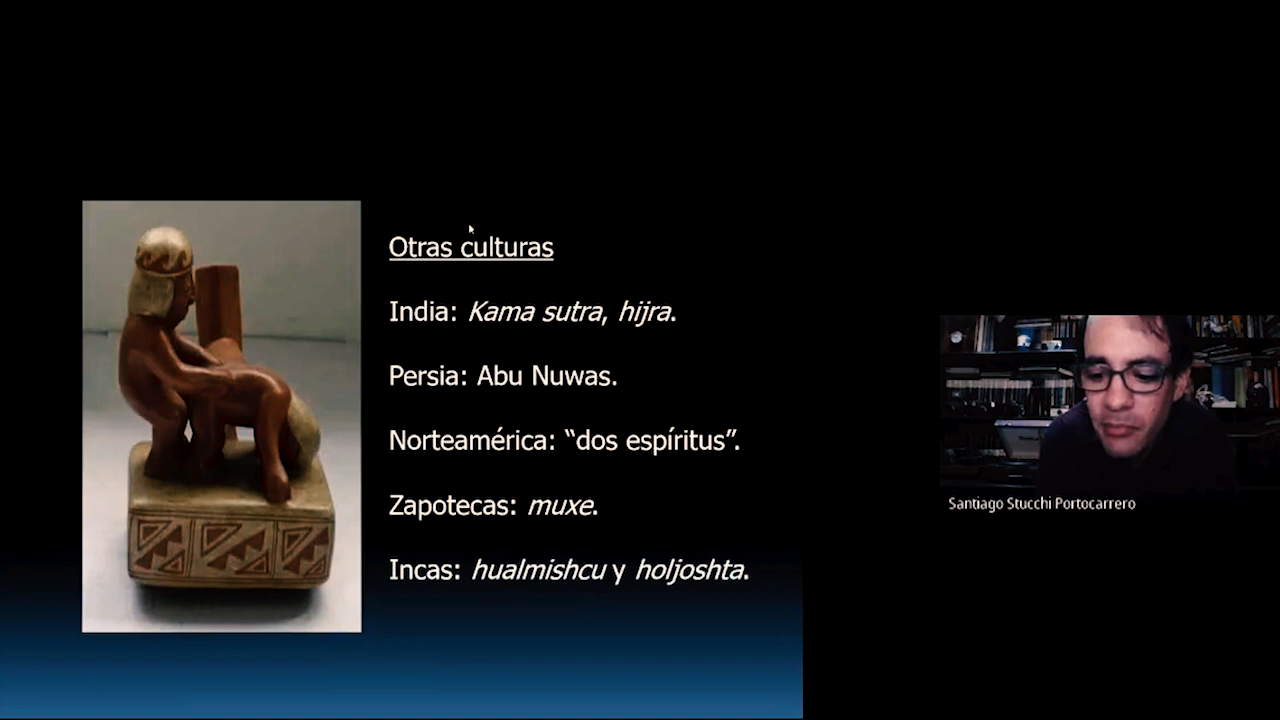 Otras culturas
India: Kama sutra, hijra.
Persia: Abu Nuwas.
Norteamérica: “dos espíritus”.
Zapotecas: muxe.
Incas: hualmishcu y holjoshta.
Santiago Stucchi Portocarrero